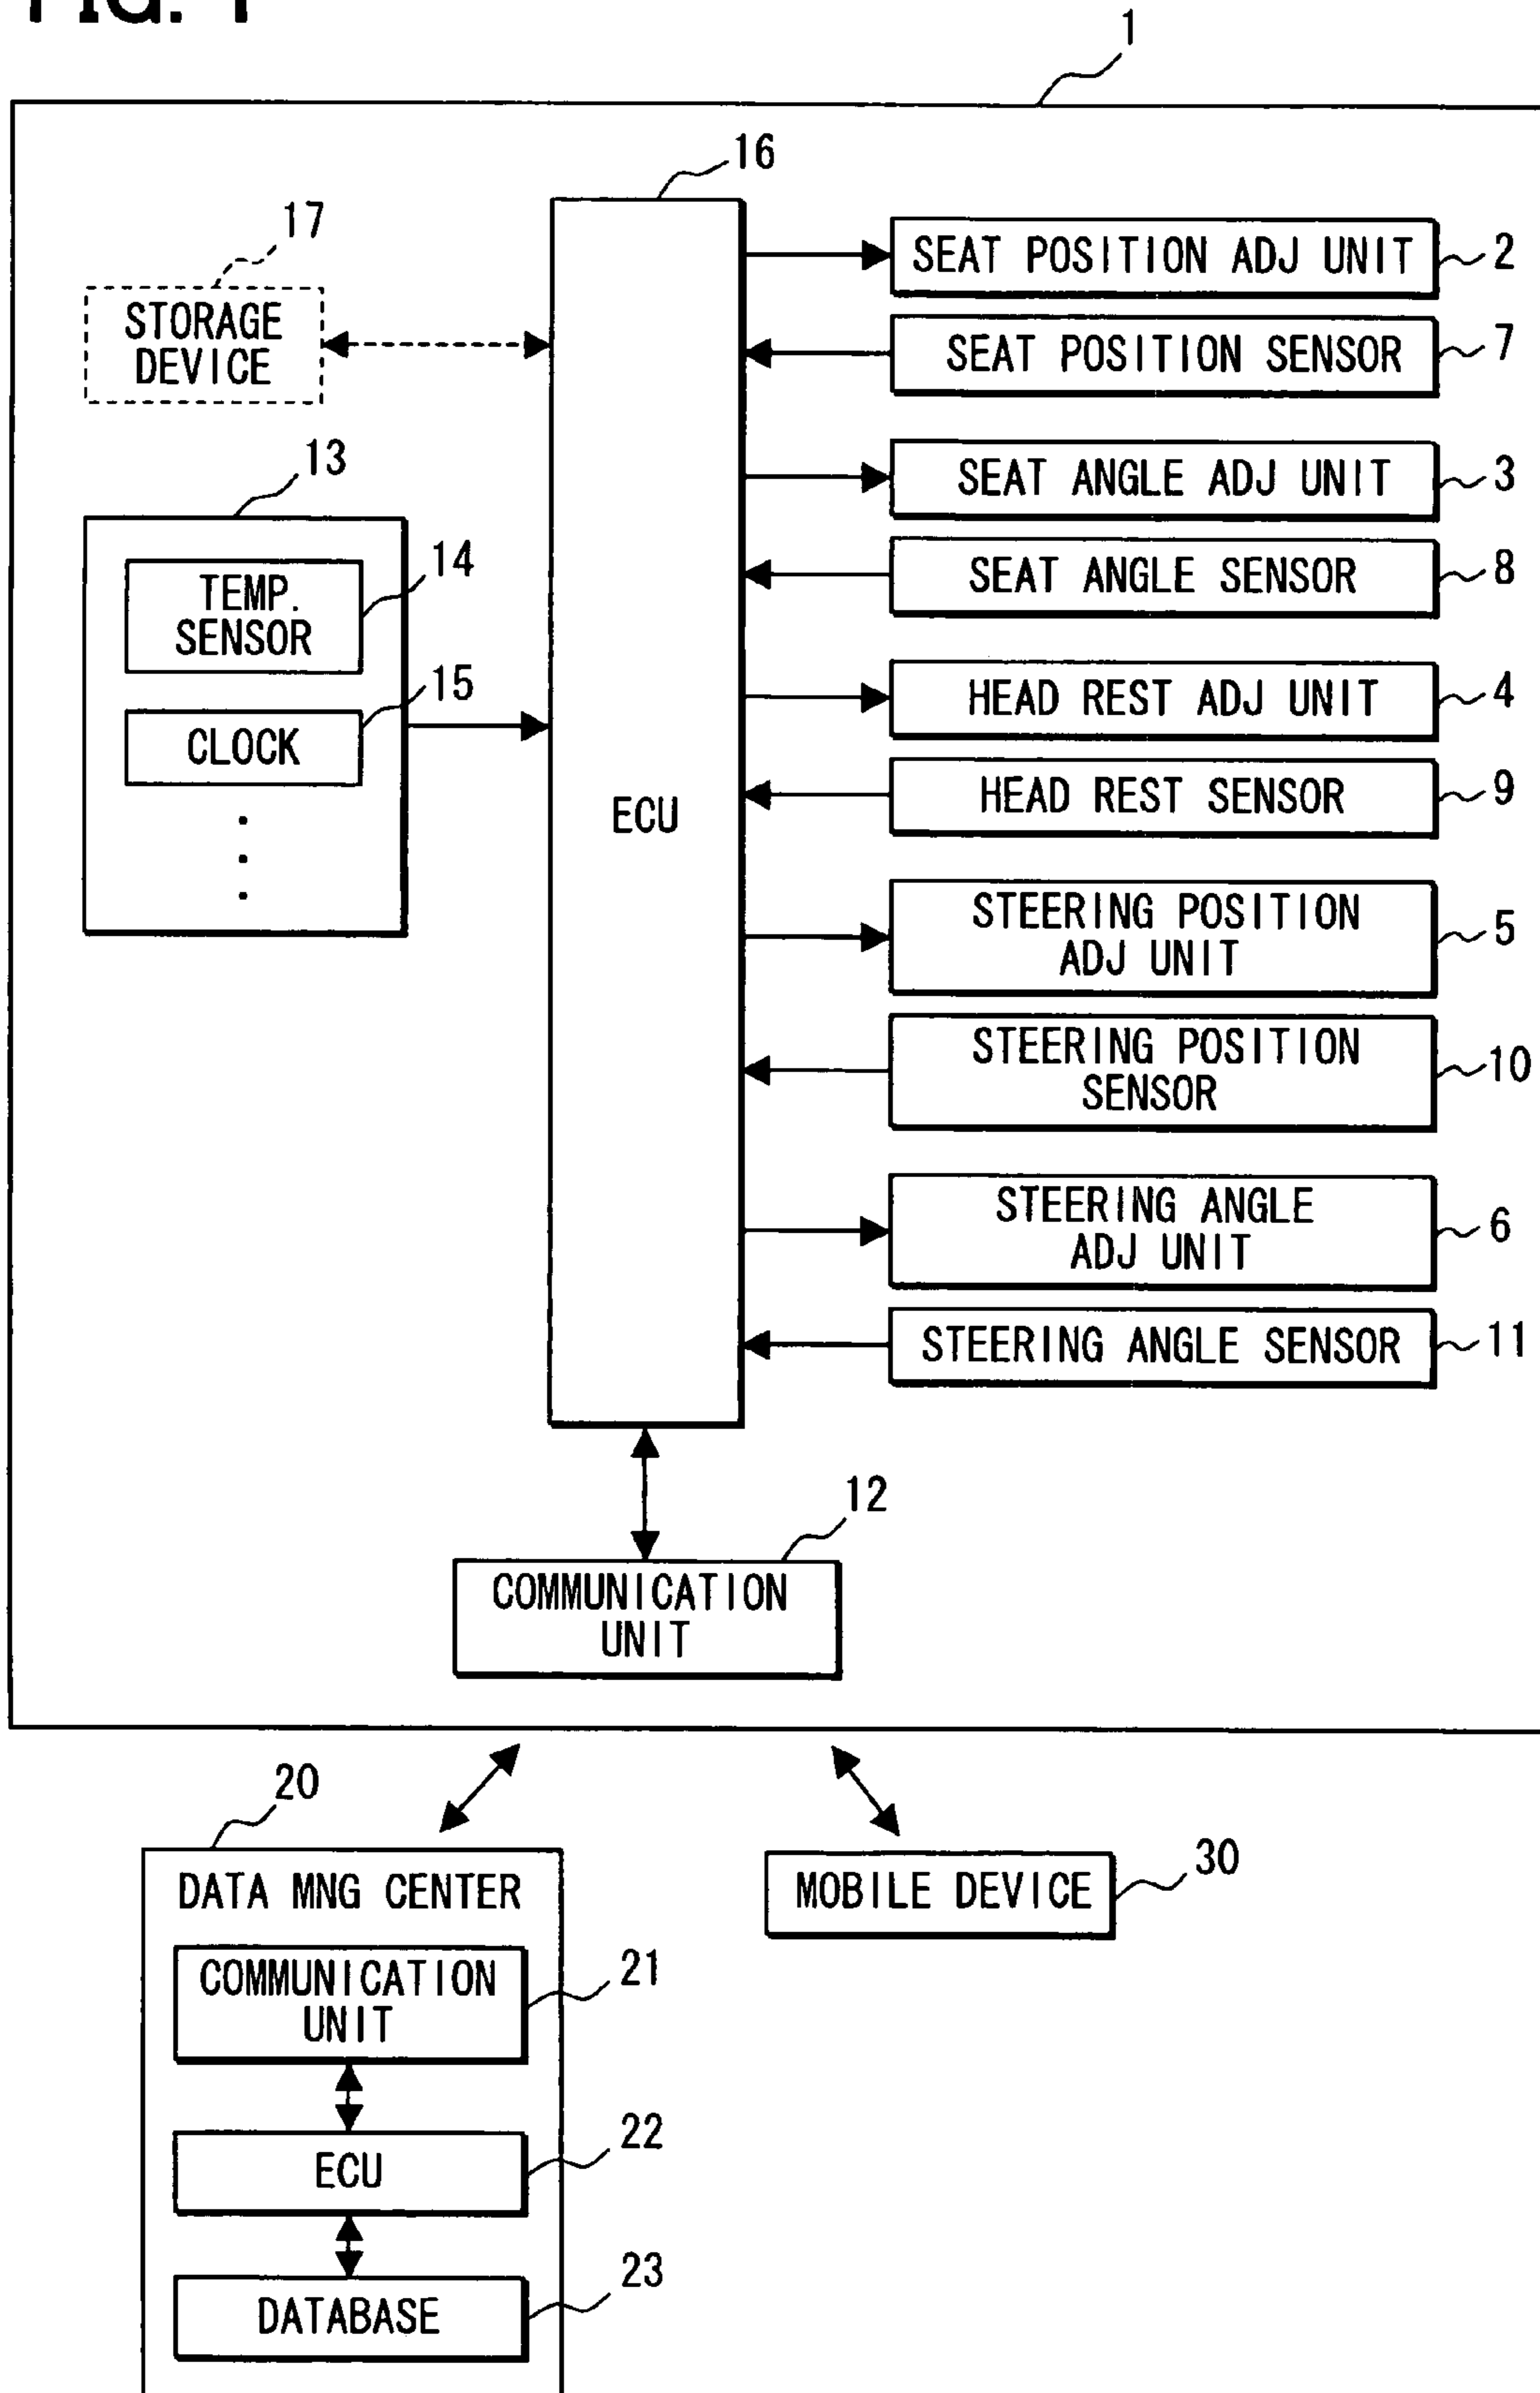 FIG. 1
1
16
17
STORAGE
DEVICE
13
14
TEMP.
SENSOR
15
CLOCK
ECU
SEAT POSITION ADJ UNIT
2
SEAT POSITION SENSOR
7
SEAT ANGLE ADJ UNIT
3
SEAT ANGLE SENSOR
8
HEAD REST ADJ UNIT
4
HEAD REST SENSOR
9
STEERING POSITION
ADJ UNIT
5
STEERING POSITION
SENSOR
10
STEERING ANGLE
ADJ UNIT
6
STEERING ANGLE SENSOR
11
12
COMMUNICATION
UNIT
20
DATA MNG CENTER
COMMUNICATION
UNIT
21
ECU
22
DATABASE
23
MOBILE DEVICE
30